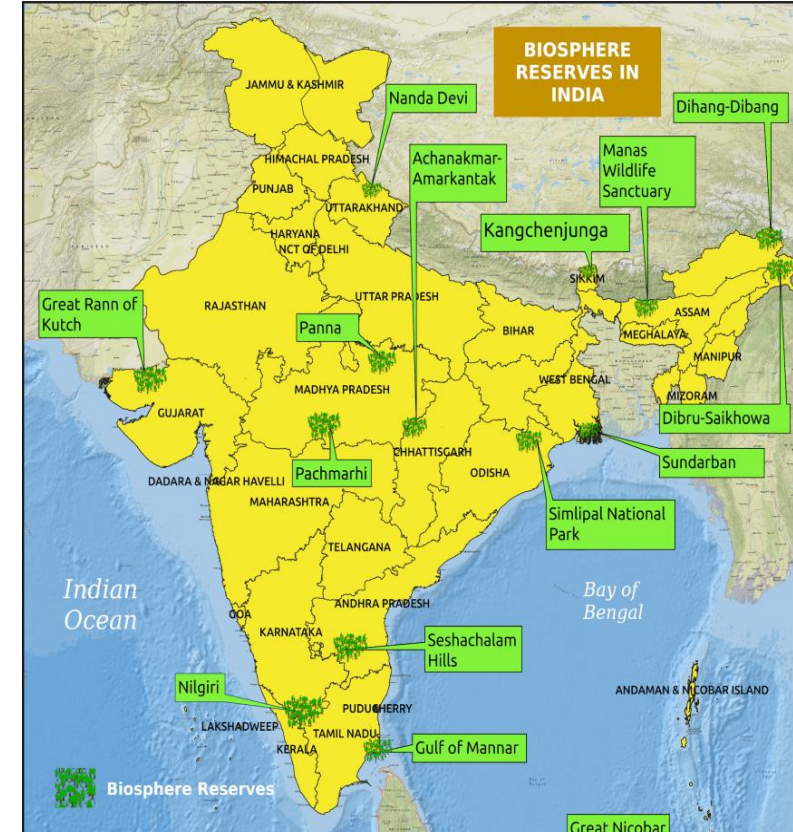 BIOSPHERE
RESERVES IN
INDIA
JAMMU & KASHMIR
Nanda Devi
Dihang-Dibang
Achanakmar-
Amarkantak
Manas
Wildlife
Sanctuary
HIMACHAL PRADESH
PUNJAB
UTTARAKHAND
HARYANA
NCT OF DELHI
Kangchenjunga
SIKKIM
Great Rann of
Kutch
RAJASTHAN
UTTAR PRADESH
Panna
BIHAR
ASSAM
MEGHALAYA
MANIPUR
MADHYA PRADESH
WEST BENGAL
MIZORAM
GUJARAT
Dibru-Saikhowa
CHHATTISGARH
Pachmarhi
ODISHA
Sundarban
DADARA & NAGAR HAVELLI
MAHARASHTRA
Simlipal National
Park
TELANGANA
Indian
Ocean
Bay of
Bengal
ANDHRA PRADESH
GOA
KARNATAKA
Seshachalam
Hills
Nilgiri
ANDAMAN & NICOBAR ISLAND
PUDUCHERRY
LAKSHADWEEP
TAMIL NADU
KERALA
Gulf of Mannar
Biosphere Reserves
Great Nicobar